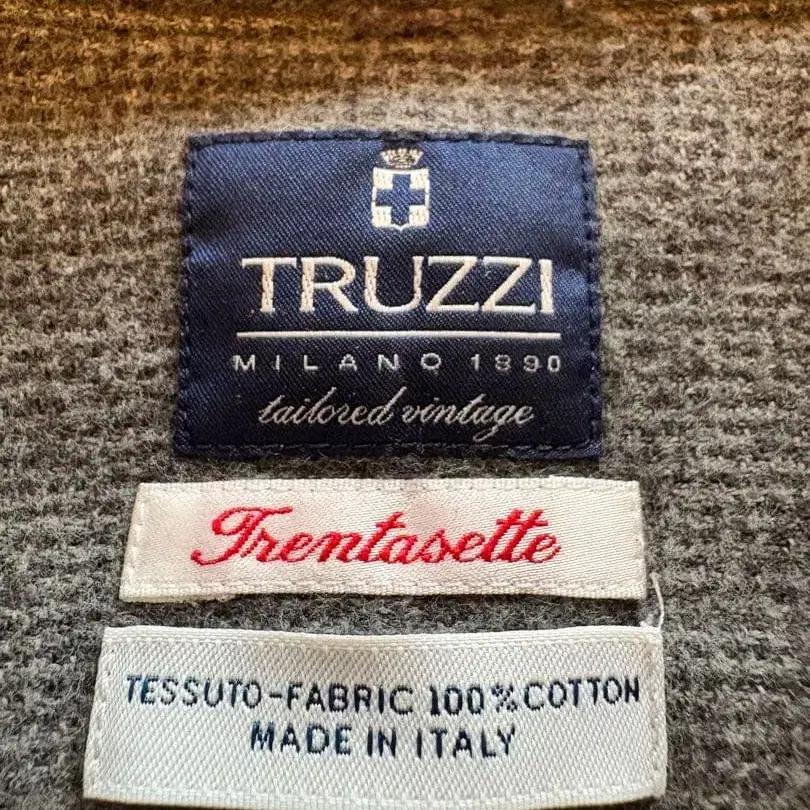 TRUZZI
MILANO 1890
tailored vintage
Trentasette
TESSUTO-FABRIC 100% COTTON
MADE IN ITALY